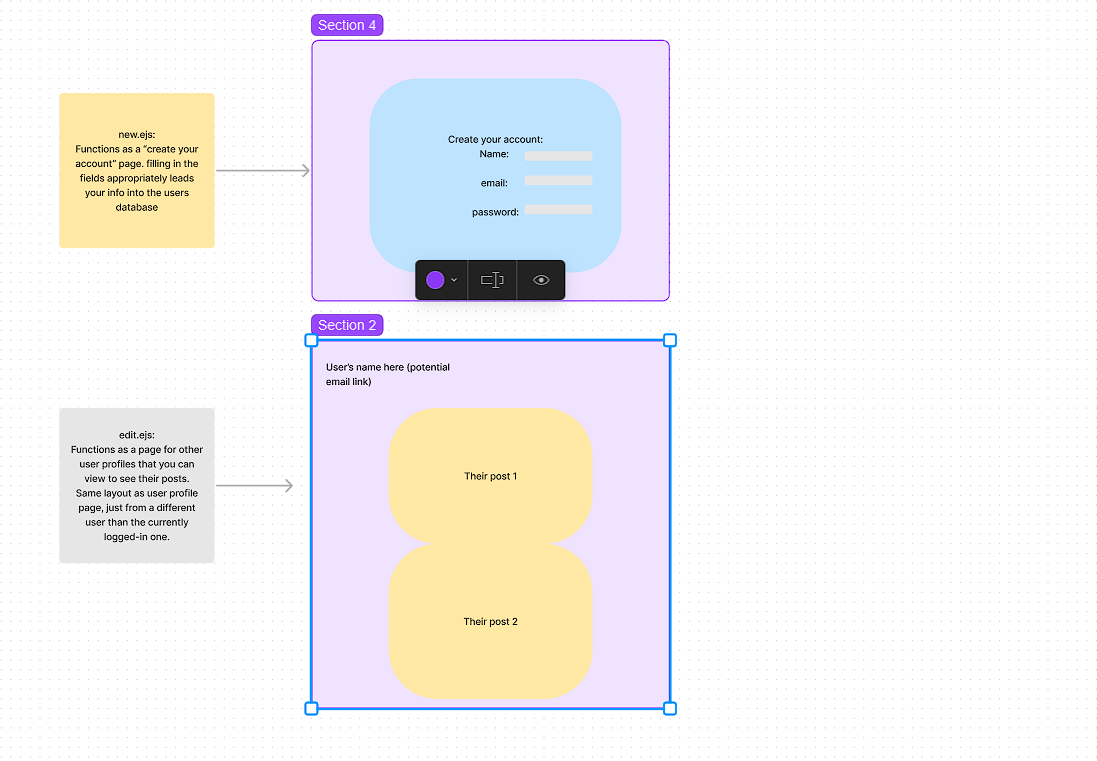 Section 4
new.ejs:
Functions as a “create your
account” page. filling in the
fields appropriately leads
your info into the users
database
Create your account:
Name:
email:
password:
Section 2
User’s name here (potential
email link)
edit.ejs:
Functions as a page for other
user profiles that you can
view to see their posts.
Same layout as user profile
page, just from a different
user than the currently
logged-in one.
Their post 1
Their post 2